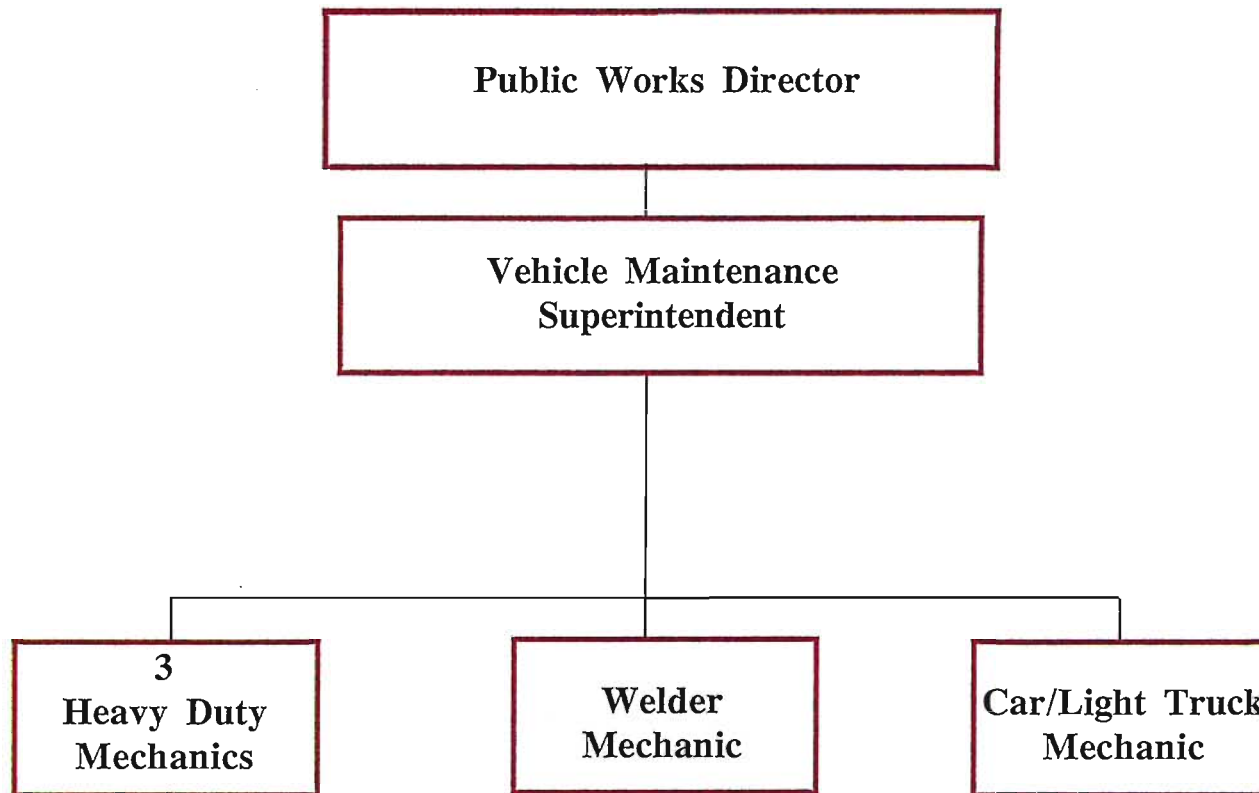 Public Works Director
Vehicle Maintenance
Superintendent
3
Heavy Duty
Mechanics
Welder
Mechanic
Car/Light Truck
Mechanic